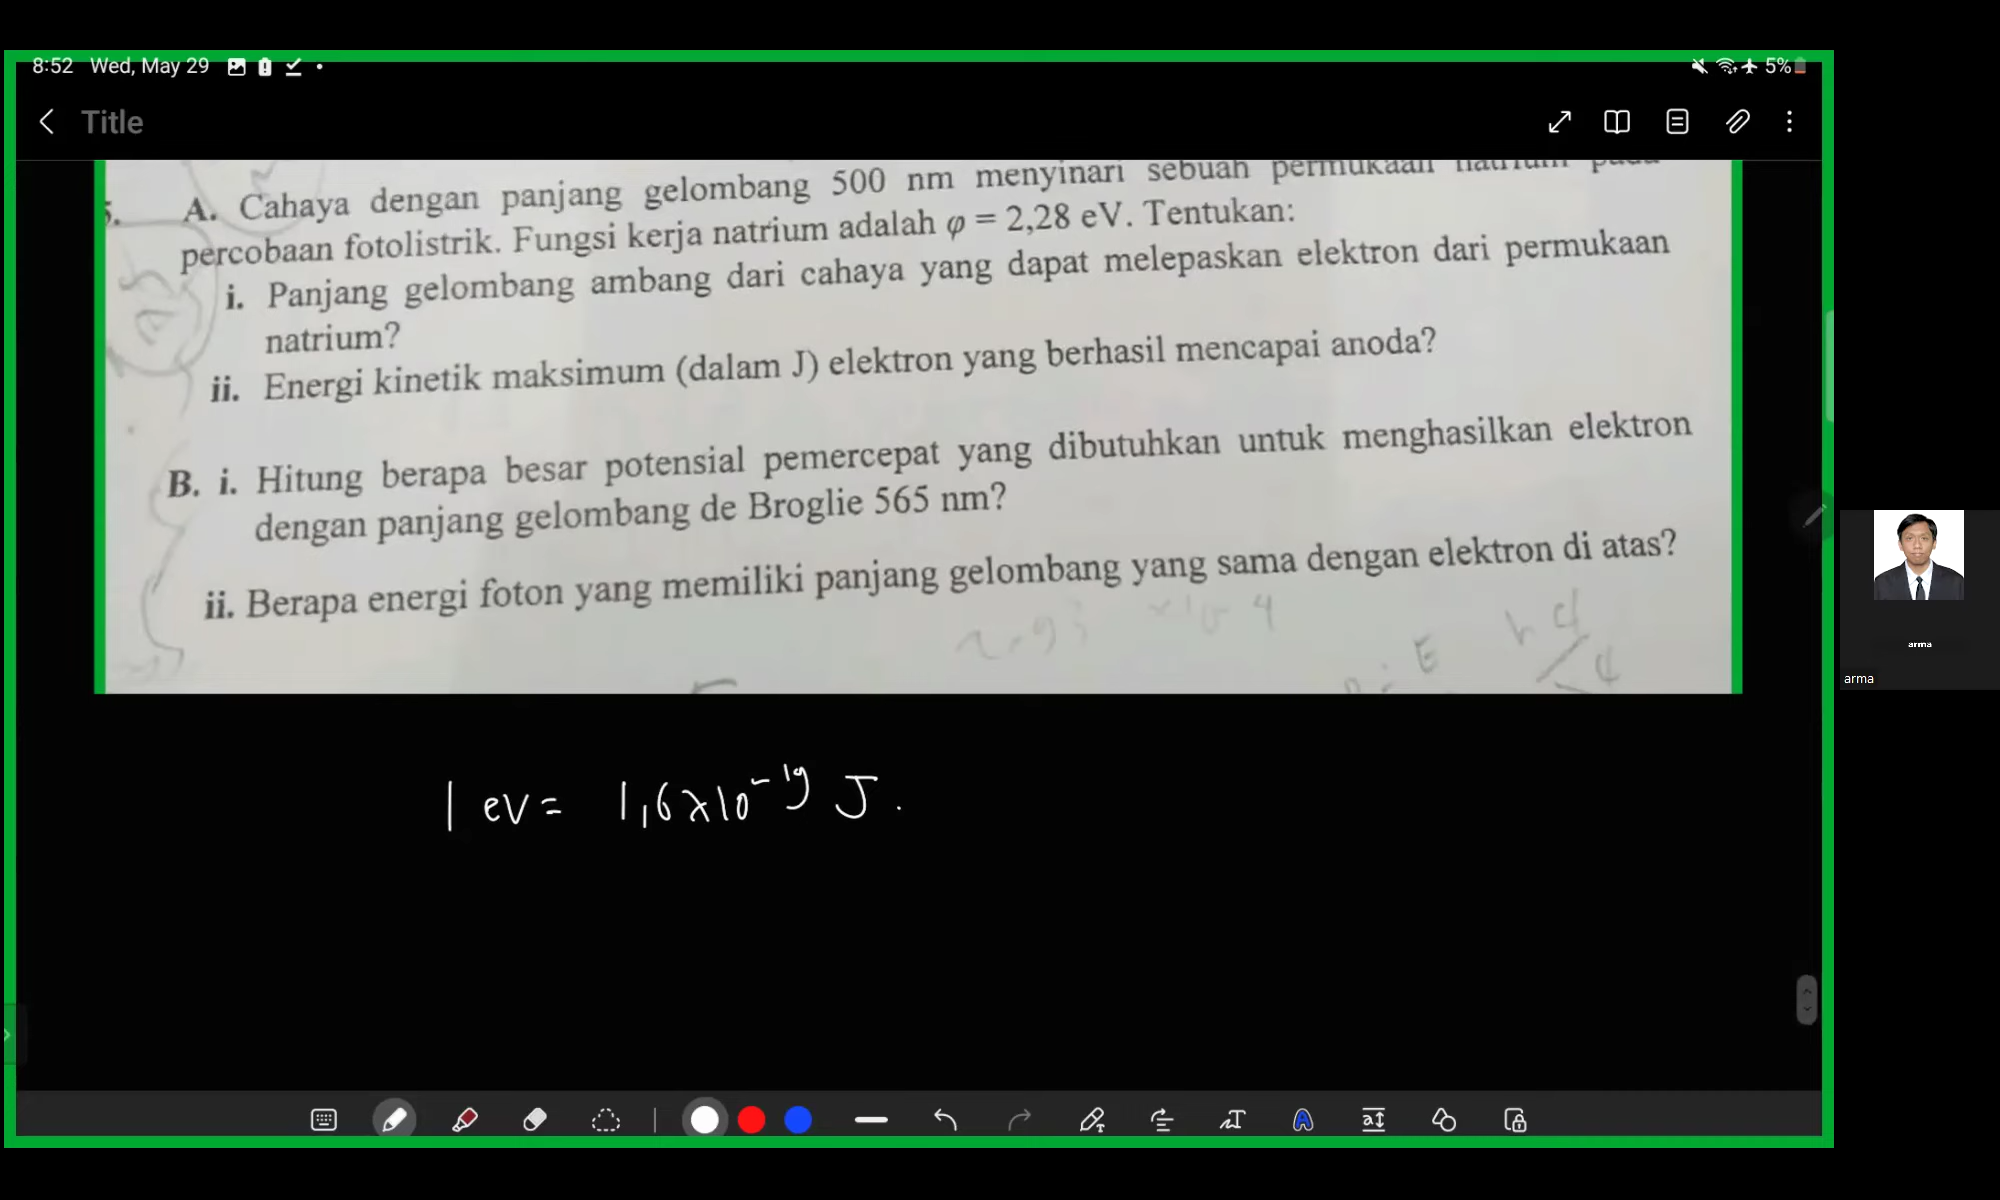 8:52 Wed, May 29
5%
Title
5. A. Cahaya dengan panjang gelombang 500 nm menyinari sebuah permukaan natrium pada
percobaan fotolistrik. Fungsi kerja natrium adalah φ = 2,28 eV. Tentukan:
i. Panjang gelombang ambang dari cahaya yang dapat melepaskan elektron dari permukaan
natrium?
ii. Energi kinetik maksimum (dalam J) elektron yang berhasil mencapai anoda?
B. i. Hitung berapa besar potensial pemercepat yang dibutuhkan untuk menghasilkan elektron
dengan panjang gelombang de Broglie 565 nm?
ii. Berapa energi foton yang memiliki panjang gelombang yang sama dengan elektron di atas?
1 eV = 1,6 x 10⁻¹⁹ J.
arma
arma